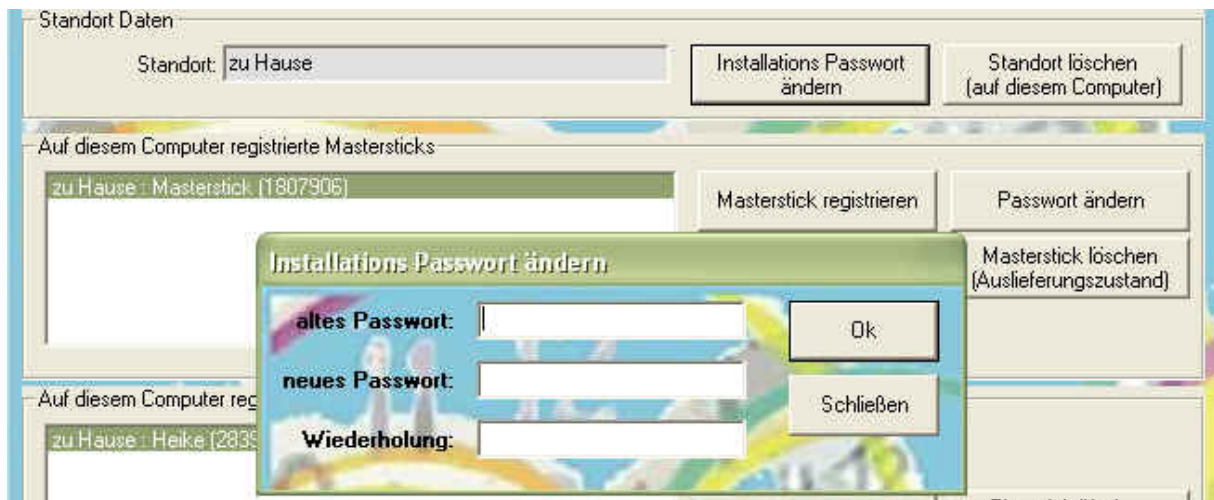 Standort Daten
Standort: zu Hause
Installations Passwort
ändern
Standort löschen
(auf diesem Computer)
Auf diesem Computer registrierte Mastersticks
zu Hause : Masterstick (1807906)
Masterstick registrieren
Passwort ändern
Masterstick löschen
(Auslieferungszustand)
Installations Passwort ändern
altes Passwort:
neues Passwort:
Wiederholung:
Ok
Schließen
Auf diesem Computer reg
zu Hause : Heike (2835